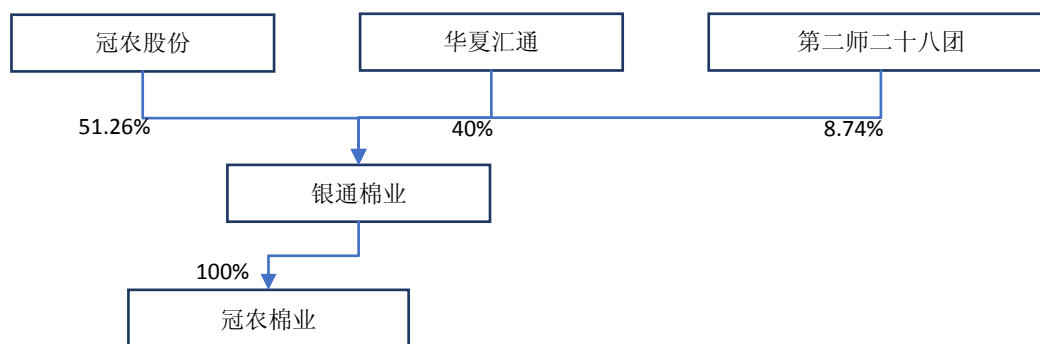 冠农股份
华夏汇通
第二师二十八团
51.26%
40%
8.74%
银通棉业
100%
冠农棉业